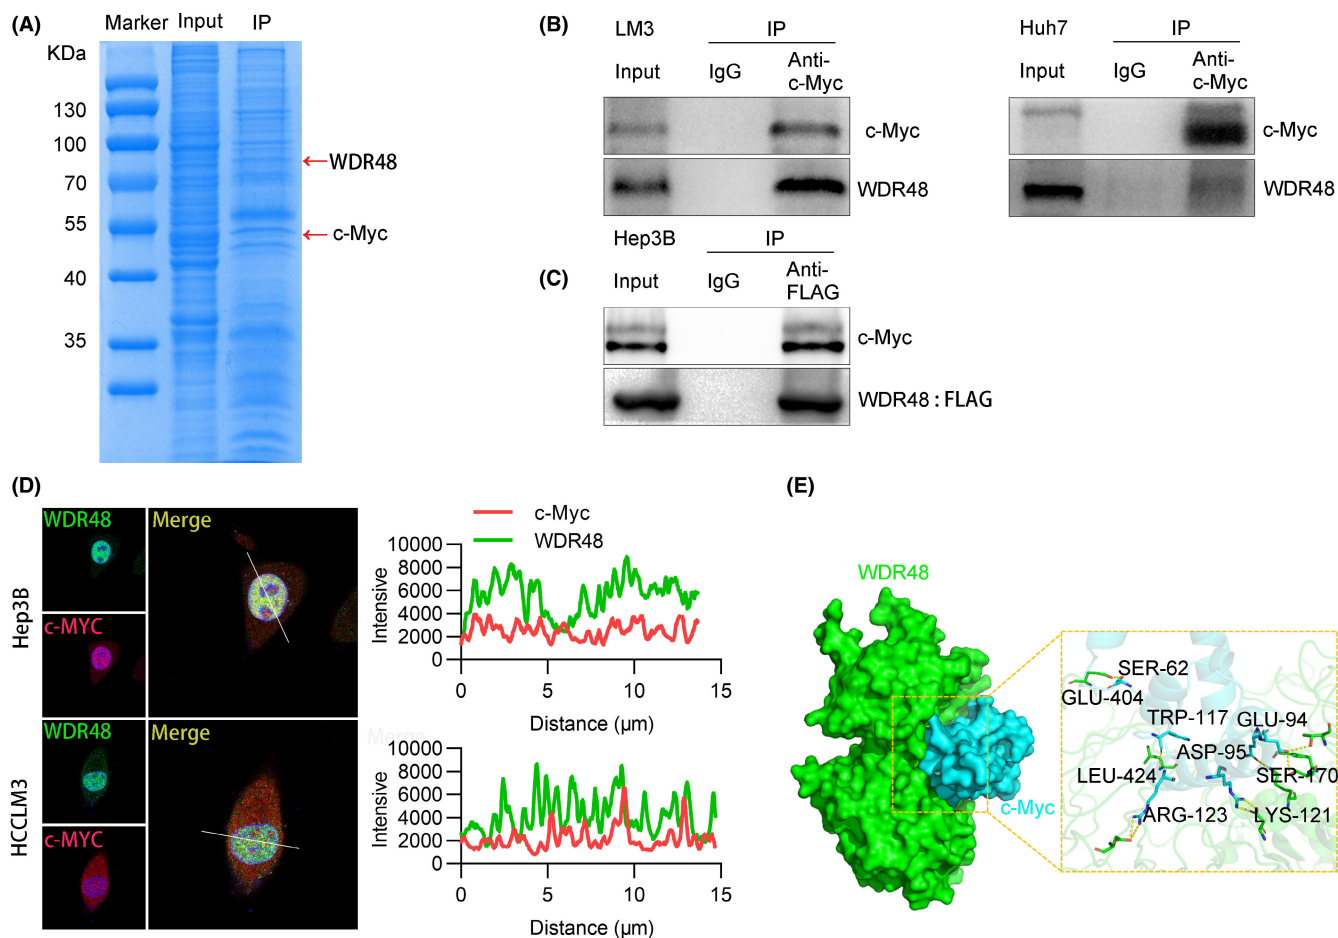 (A)
Marker Input IP
KDa
130
100
70
55
40
35
WDR48
c-Myc
(B)
LM3
IP
Input
IgG
Anti-
c-Myc
c-Myc
WDR48
Huh7
IP
Input
IgG
Anti-
c-Myc
c-Myc
WDR48
(C)
Hep3B
IP
Input
IgG
Anti-
FLAG
c-Myc
WDR48 : FLAG
(D)
Hep3B
WDR48
c-MYC
Merge
HCCLM3
WDR48
c-MYC
Merge
c-Myc
WDR48
Intensive
10000
8000
6000
4000
2000
0
0 5 10 15
Distance (μm)
Merge
Intensive
10000
8000
6000
4000
2000
0
0 5 10 15
Distance (μm)
(E)
WDR48
c-Myc
SER-62
GLU-404
TRP-117
GLU-94
ASP-95
LEU-424
SER-170
ARG-123
LYS-121